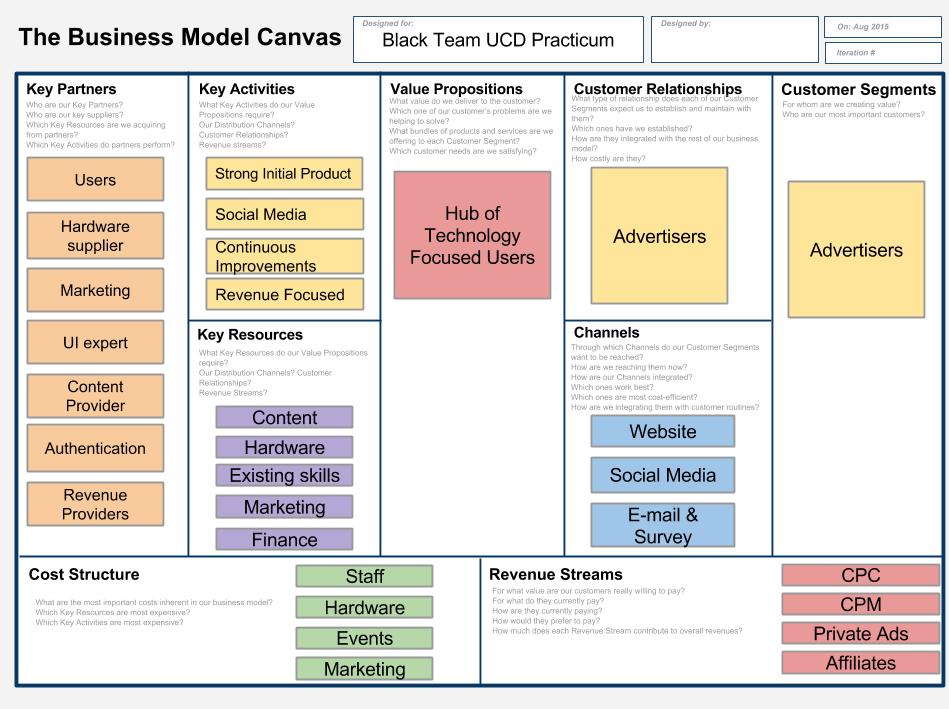 The Business Model Canvas
Designed for:
Black Team UCD Practicum
Designed by:
On: Aug 2015
Iteration #
Key Partners
Who are our Key Partners?
Who are our key suppliers?
Which Key Resources are we acquiring
from partners?
Which Key Activities do partners perform?
Users
Hardware
supplier
Marketing
UI expert
Content
Provider
Authentication
Revenue
Providers
Key Activities
What Key Activities do our Value
Propositions require?
Our Distribution Channels?
Customer Relationships?
Revenue streams?
Strong Initial Product
Social Media
Continuous
Improvements
Revenue Focused
Key Resources
What Key Resources do our Value Propositions
require?
Our Distribution Channels? Customer
Relationships?
Revenue Streams?
Content
Hardware
Existing skills
Marketing
Finance
Value Propositions
What value do we deliver to the customer?
Which one of our customer's problems are we
helping to solve?
What bundles of products and services are we
offering to each Customer Segment?
Which customer needs are we satisfying?
Hub of
Technology
Focused Users
Customer Relationships
What type of relationship does each of our Customer
Segments expect us to establish and maintain with
them?
Which ones have we established?
How are they integrated with the rest of our business
model?
How costly are they?
Advertisers
Channels
Through which Channels do our Customer Segments
want to be reached?
How are we reaching them now?
How are our Channels integrated?
Which ones work best?
Which ones are most cost-efficient?
How are we integrating them with customer routines?
Website
Social Media
E-mail &
Survey
Customer Segments
For whom are we creating value?
Who are our most important customers?
Advertisers
Cost Structure
What are the most important costs inherent in our business model?
Which Key Resources are most expensive?
Which Key Activities are most expensive?
Staff
Hardware
Events
Marketing
Revenue Streams
For what value are our customers really willing to pay?
For what do they currently pay?
How are they currently paying?
How would they prefer to pay?
How much does each Revenue Stream contribute to overall revenues?
CPC
CPM
Private Ads
Affiliates